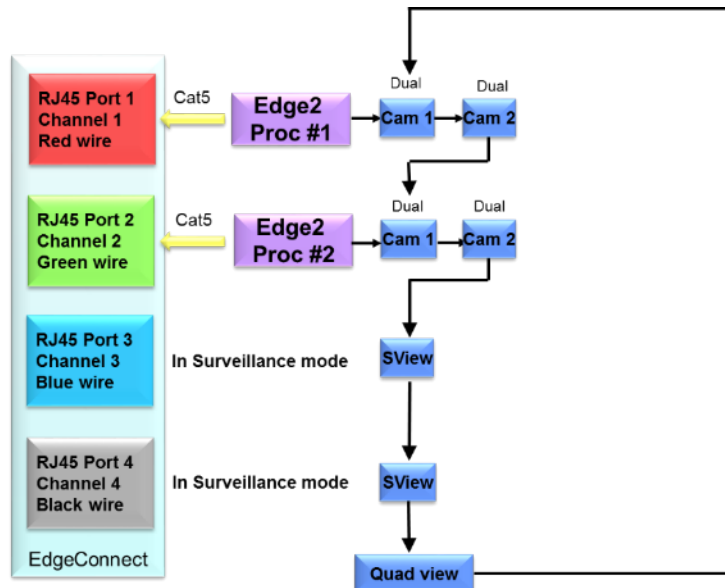 RJ45 Port 1
Channel 1
Red wire
Cat5
Edge2
Proc #1
Dual
Cam 1
Dual
Cam 2
RJ45 Port 2
Channel 2
Green wire
Cat5
Edge2
Proc #2
Dual
Cam 1
Dual
Cam 2
RJ45 Port 3
Channel 3
Blue wire
In Surveillance mode
SView
RJ45 Port 4
Channel 4
Black wire
In Surveillance mode
SView
EdgeConnect
Quad view